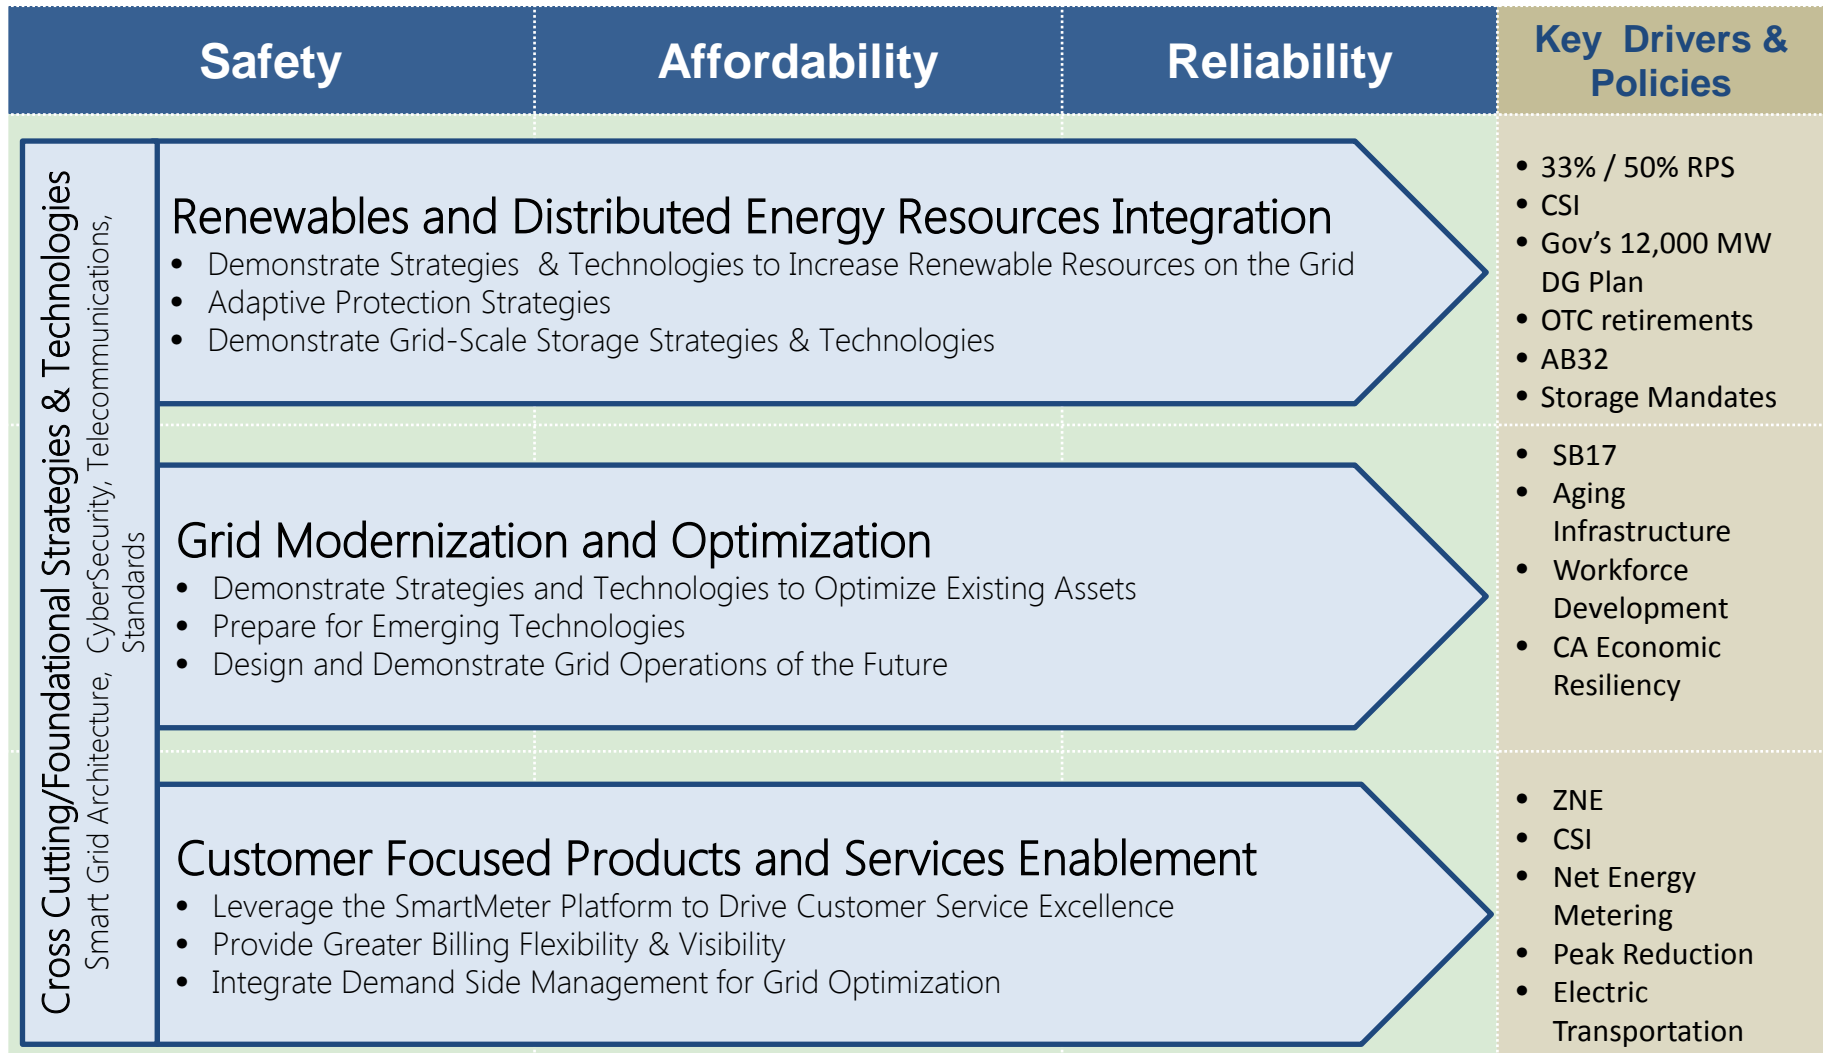 Safety
Affordability
Reliability
Key Drivers &
Policies
Cross Cutting/Foundational Strategies & Technologies
Smart Grid Architecture, CyberSecurity, Telecommunications,
Standards
Renewables and Distributed Energy Resources Integration
• Demonstrate Strategies & Technologies to Increase Renewable Resources on the Grid
• Adaptive Protection Strategies
• Demonstrate Grid-Scale Storage Strategies & Technologies
• 33% / 50% RPS
• CSI
• Gov’s 12,000 MW
DG Plan
• OTC retirements
• AB32
• Storage Mandates
Grid Modernization and Optimization
• Demonstrate Strategies and Technologies to Optimize Existing Assets
• Prepare for Emerging Technologies
• Design and Demonstrate Grid Operations of the Future
• SB17
• Aging
Infrastructure
• Workforce
Development
• CA Economic
Resiliency
Customer Focused Products and Services Enablement
• Leverage the SmartMeter Platform to Drive Customer Service Excellence
• Provide Greater Billing Flexibility & Visibility
• Integrate Demand Side Management for Grid Optimization
• ZNE
• CSI
• Net Energy
Metering
• Peak Reduction
• Electric
Transportation